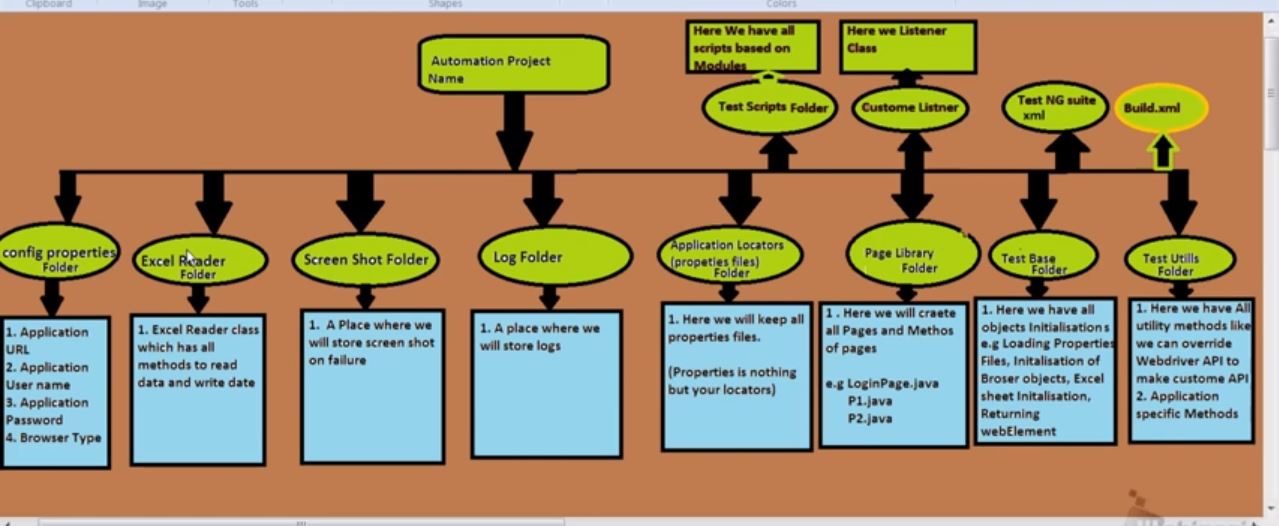 Clipboard
Image
Tools
Shapes
Colors
Here We have all
scripts based on
Modules
Here we Listener
Class
Automation Project
Name
Test Scripts Folder
Custome Listner
Test NG suite
xml
Build.xml
config properties
Folder
Excel Reader
Folder
Screen Shot Folder
Log Folder
Application Locators
(propeties files)
Folder
Page Library
Folder
Test Base
Folder
Test Utills
Folder
1. Application
URL
2. Application
User name
3. Application
Password
4. Browser Type
1. Excel Reader class
which has all
methods to read
data and write date
1. A Place where we
will store screen shot
on failure
1. A place where we
will store logs
1. Here we will keep all
properties files.
(Properties is nothing
but your locators)
1 . Here we will craete
all Pages and Methos
of pages
e.g LoginPage.java
P1.java
P2.java
1. Here we have all
objects Initialisations
e.g Loading Properties
Files, Initalisation of
Broser objects, Excel
sheet Initalisation,
Returning
webElement
1. Here we have All
utility methods like
we can override
Webdriver API to
make custome API
2. Application
specific Methods